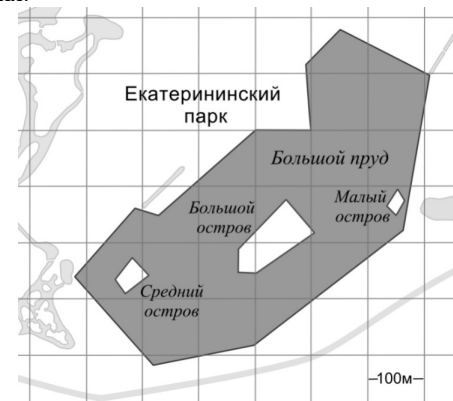 Екатерининский
парк
Большой пруд
Большой
остров
Малый
остров
Средний
остров
100м